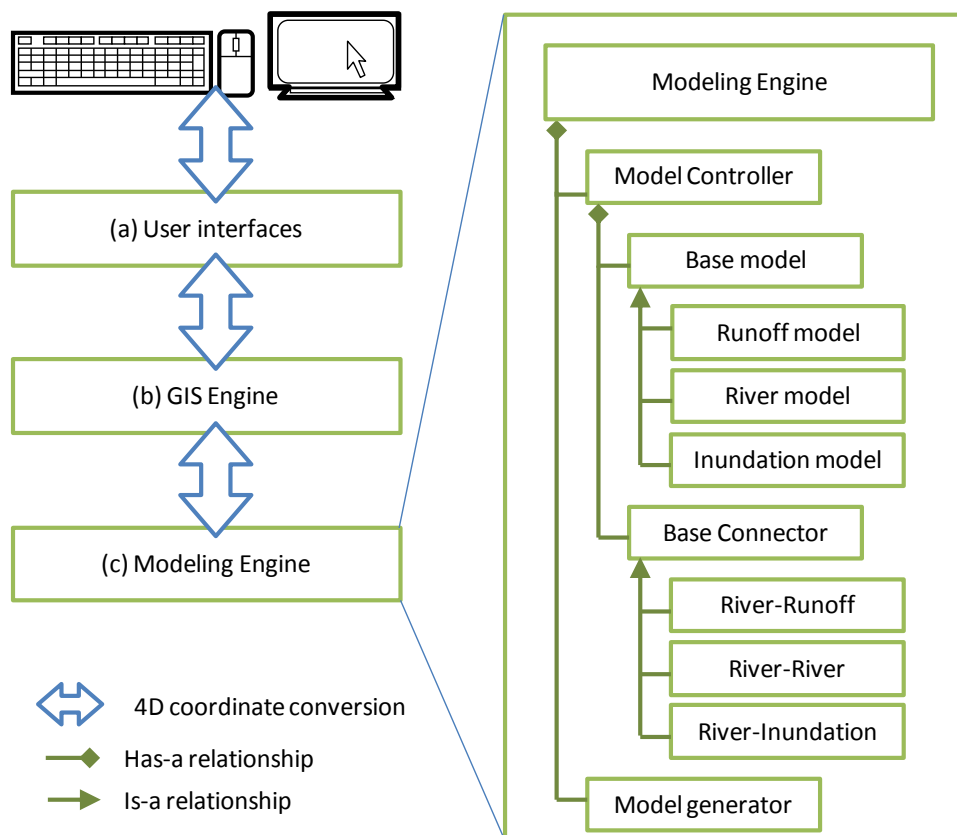 (a) User interfaces
(b) GIS Engine
(c) Modeling Engine
4D coordinate conversion
Has-a relationship
Is-a relationship
Modeling Engine
Model Controller
Base model
Runoff model
River model
Inundation model
Base Connector
River-Runoff
River-River
River-Inundation
Model generator